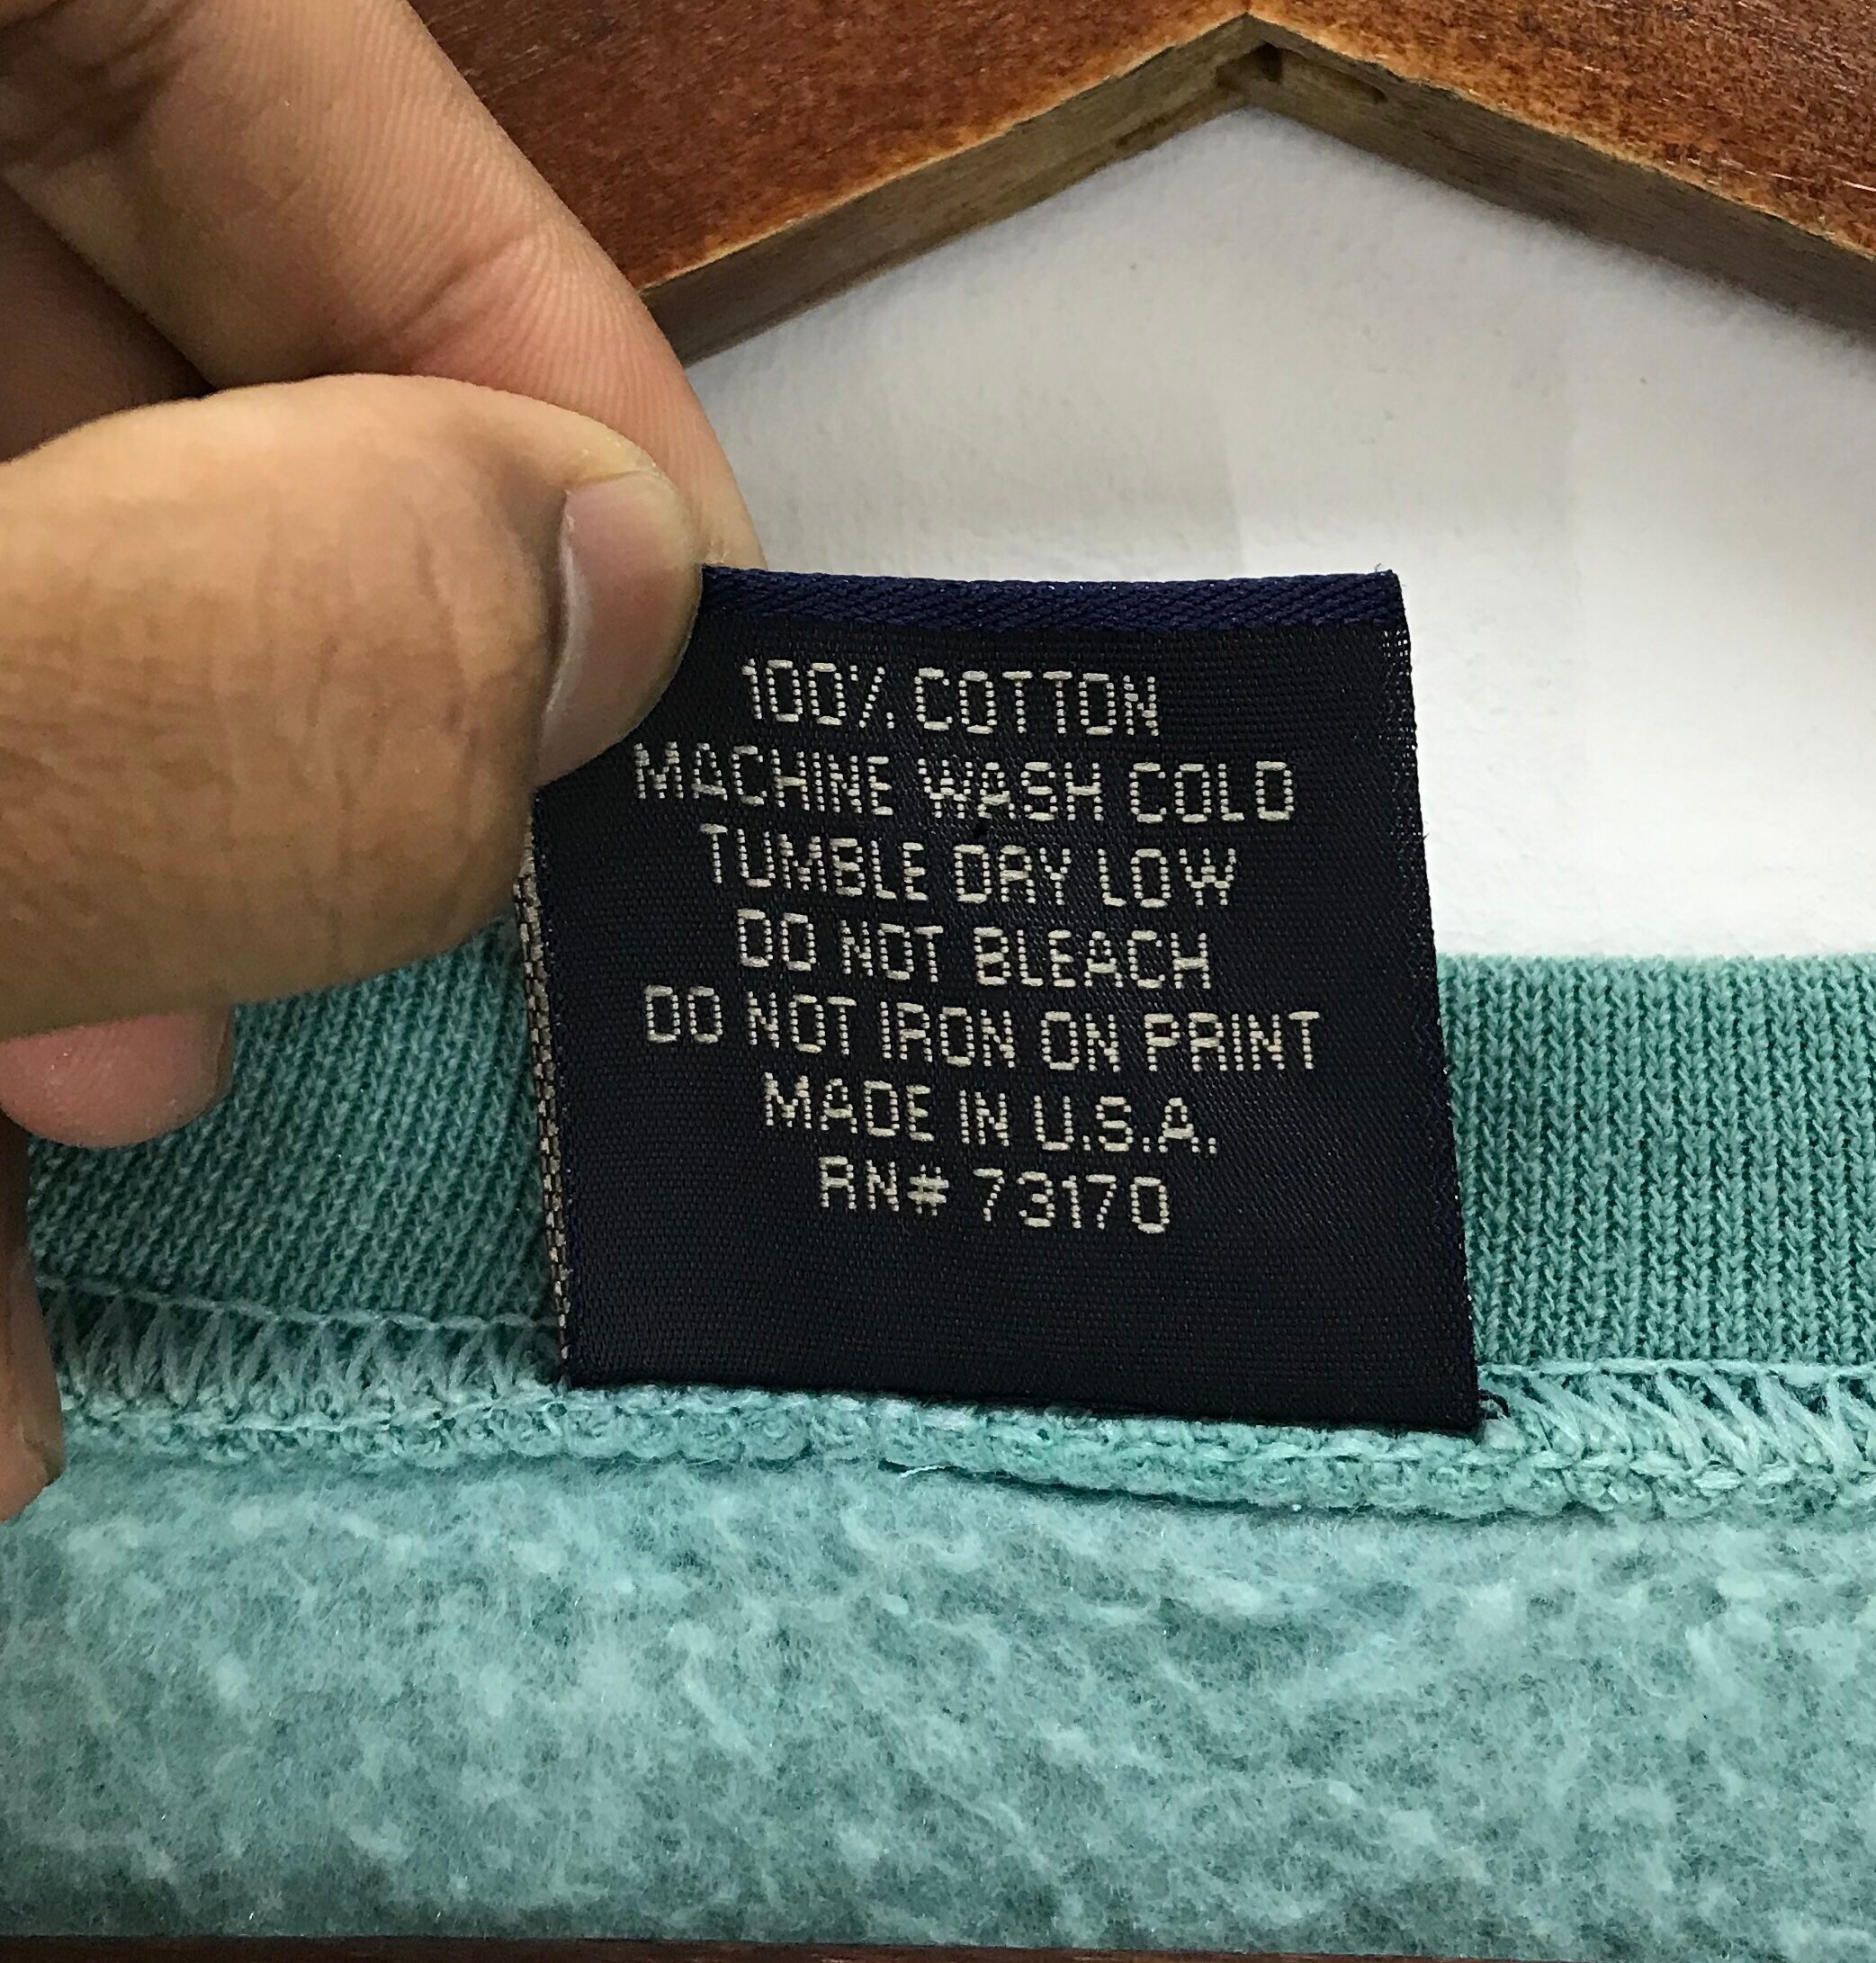 100% COTTON
MACHINE WASH COLD
TUMBLE DRY LOW
DO NOT BLEACH
DO NOT IRON ON PRINT
MADE IN U.S.A.
RN# 73170